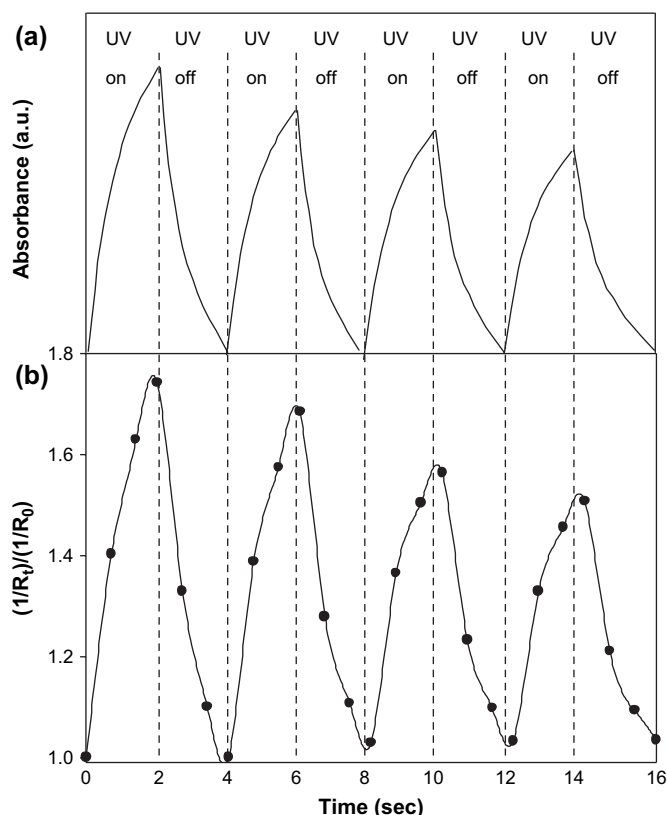 (a)
UV UV UV UV UV UV UV UV
on off on off on off on off
Absorbance (a.u.)
(b)
1.8
1.6
1.4
1.2
1.0
(1/Rt)/(1/R0)
0 2 4 6 8 10 12 14 16
Time (sec)